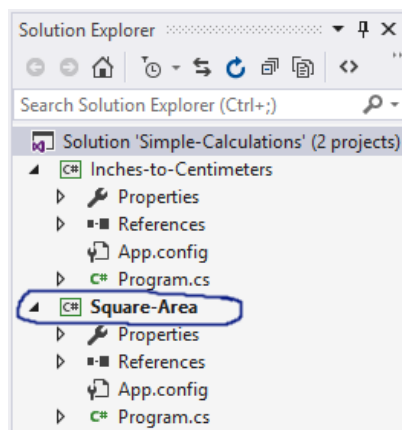 Solution Explorer
Search Solution Explorer (Ctrl+;)
Solution 'Simple-Calculations' (2 projects)
C# Inches-to-Centimeters
Properties
References
App.config
C# Program.cs
C# Square-Area
Properties
References
App.config
C# Program.cs